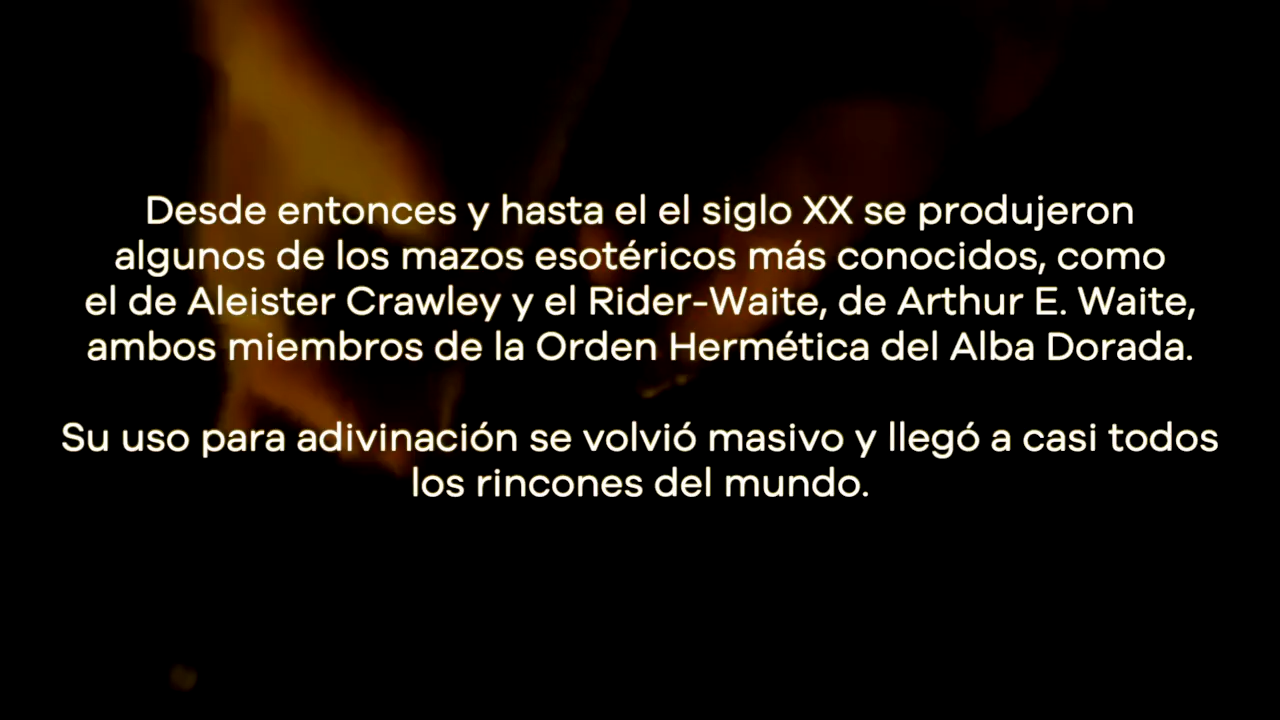 Desde entonces y hasta el el siglo XX se produjeron
algunos de los mazos esotéricos más conocidos, como
el de Aleister Crawley y el Rider-Waite, de Arthur E. Waite,
ambos miembros de la Orden Hermética del Alba Dorada.
Su uso para adivinación se volvió masivo y llegó a casi todos
los rincones del mundo.